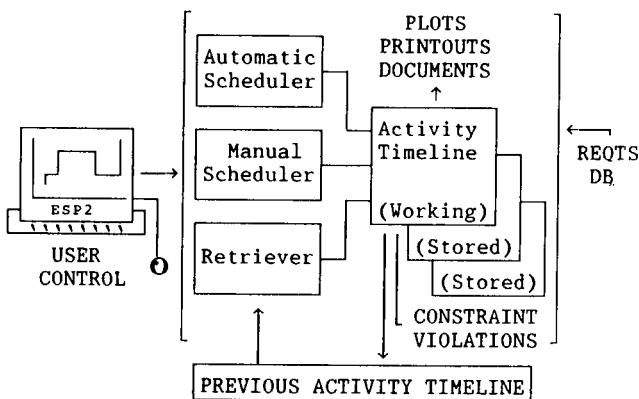 PLOTS
PRINTOUTS
DOCUMENTS
Automatic
Scheduler
Activity
Timeline
(Working)
Manual
Scheduler
REQTS
DB
ESP2
USER
CONTROL
Retriever
(Stored)
(Stored)
CONSTRAINT
VIOLATIONS
PREVIOUS ACTIVITY TIMELINE